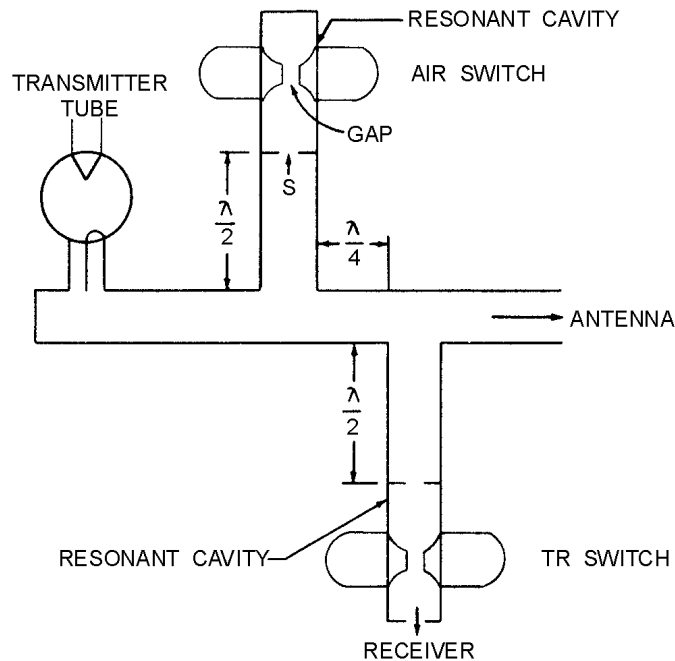 RESONANT CAVITY
AIR SWITCH
TRANSMITTER
TUBE
GAP
S
λ
2
λ
4
ANTENNA
λ
2
RESONANT CAVITY
TR SWITCH
RECEIVER